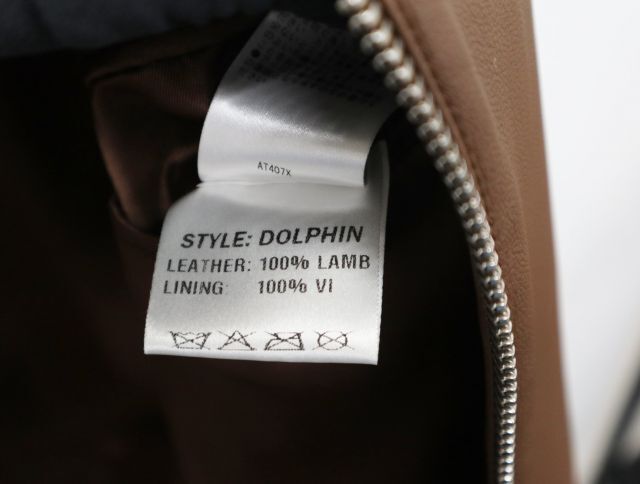 AT407X
STYLE: DOLPHIN
LEATHER: 100% LAMB
LINING: 100% VI